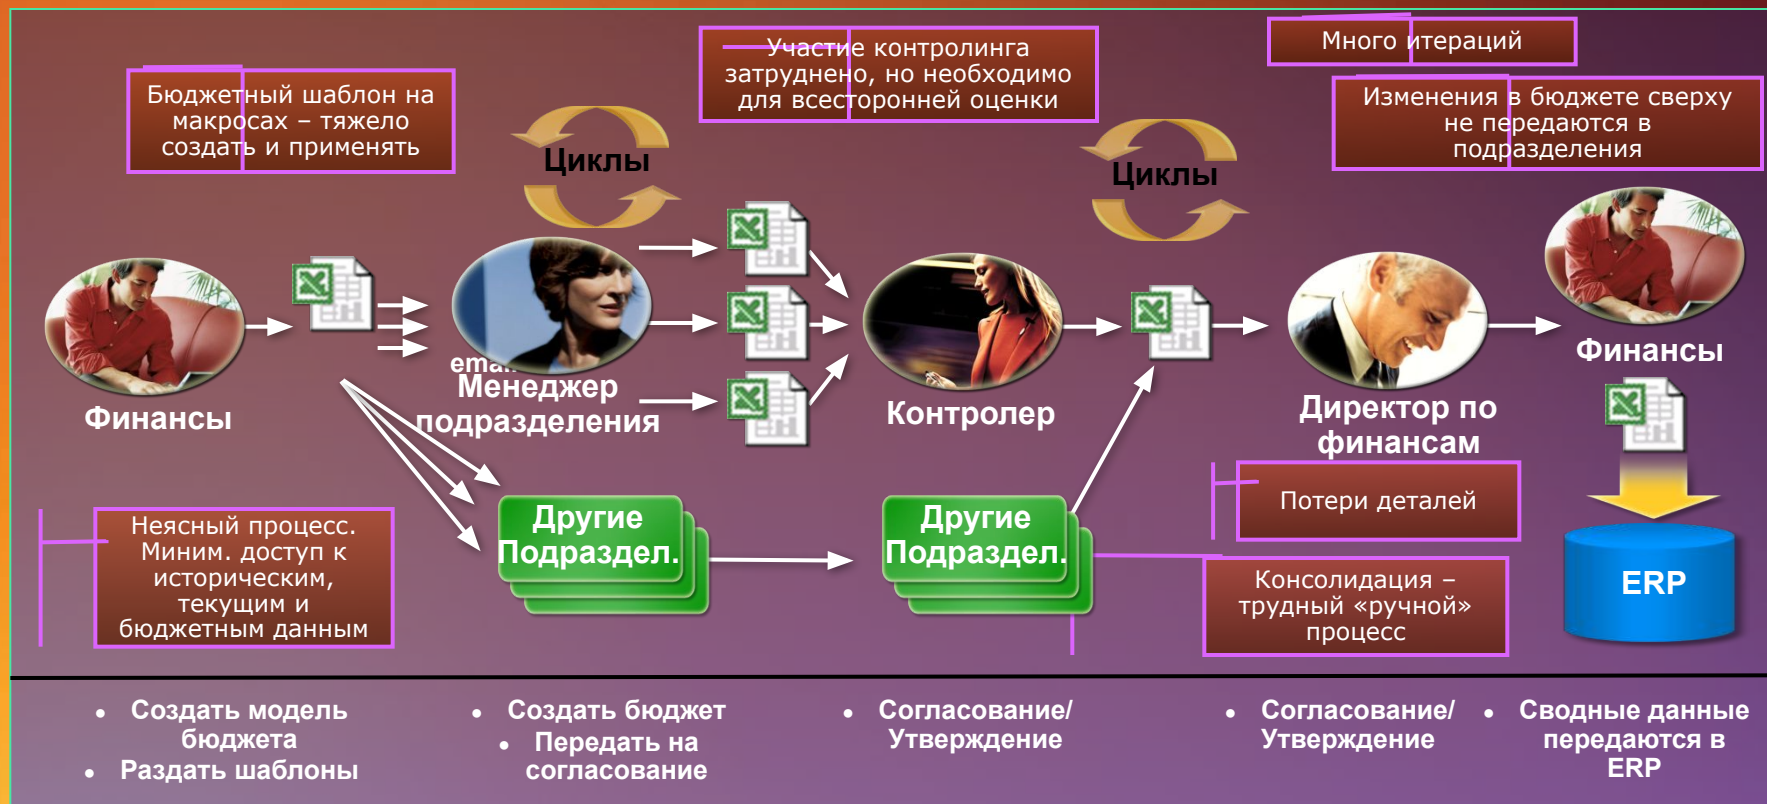 Много итераций
Участие контролинга
затруднено, но необходимо
для всесторонней оценки
Бюджетный шаблон на
макросах – тяжело
создать и применять
Изменения в бюджете сверху
не передаются в
подразделения
Циклы
Циклы
Финансы
Менеджер
подразделения
Контролер
Директор по
финансам
Финансы
Неясный процесс.
Миним. доступ к
историческим,
текущим и
бюджетным данным
Другие
Подраздел.
Другие
Подраздел.
Потери деталей
Консолидация –
трудный «ручной»
процесс
ERP
• Создать модель
бюджета
• Раздать шаблоны
• Создать бюджет
• Передать на
согласование
• Согласование/
Утверждение
• Согласование/
Утверждение
• Сводные данные
передаются в
ERP